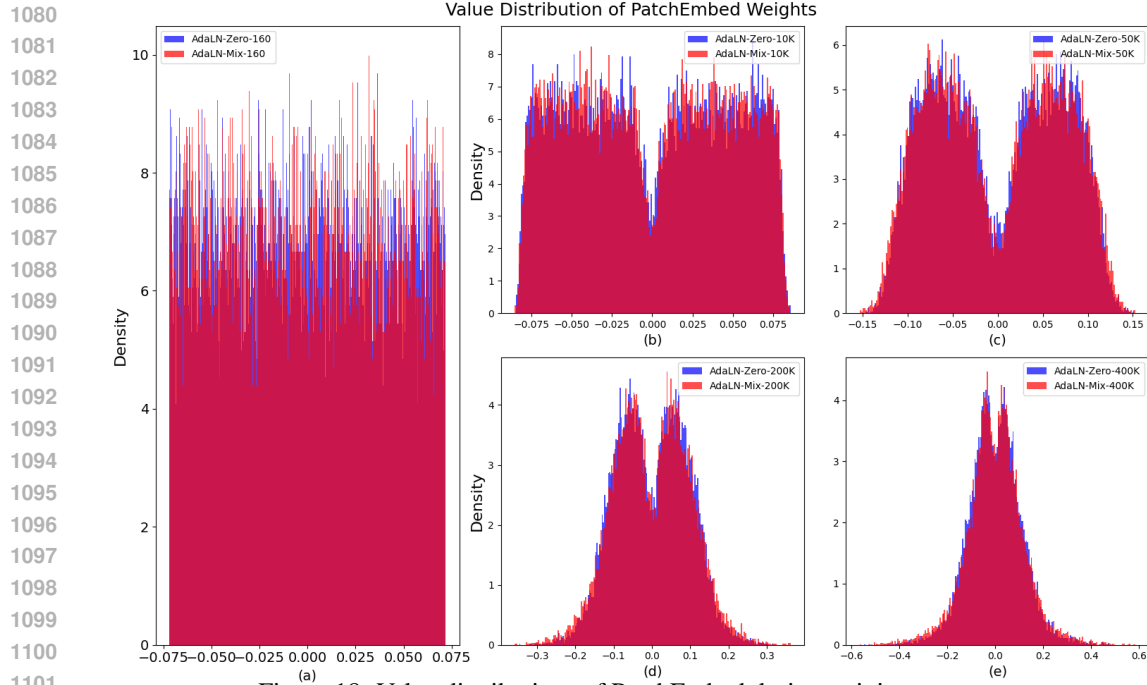 Value Distribution of PatchEmbed Weights
1080
1081
1082
1083
1084
1085
1086
1087
1088
1089
1090
1091
1092
1093
1094
1095
1096
1097
1098
1099
1100
1101
AdaLN-Zero-160
AdaLN-Mix-160
Density
10
8
6
4
2
0
−0.075 −0.050 −0.025 0.000 0.025 0.050 0.075
(a)
AdaLN-Zero-10K
AdaLN-Mix-10K
Density
8
7
6
5
4
3
2
1
0
−0.075 −0.050 −0.025 0.000 0.025 0.050 0.075
(b)
AdaLN-Zero-50K
AdaLN-Mix-50K
6
5
4
3
2
1
0
−0.15 −0.10 −0.05 0.00 0.05 0.10 0.15
(c)
AdaLN-Zero-200K
AdaLN-Mix-200K
Density
4
3
2
1
0
−0.3 −0.2 −0.1 0.0 0.1 0.2 0.3
(d)
AdaLN-Zero-400K
AdaLN-Mix-400K
Density
4
3
2
1
0
−0.6 −0.4 −0.2 0.0 0.2 0.4 0.6
(e)